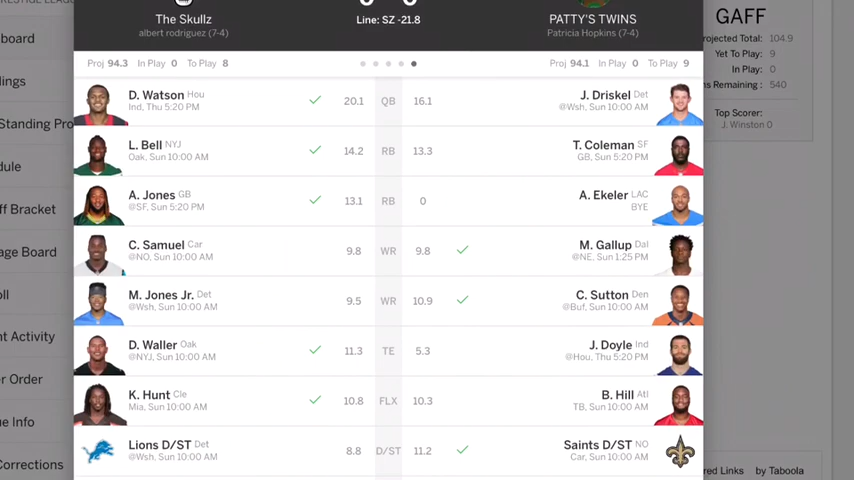 The Skullz
albert rodriguez (7-4)
Line: SZ -21.8
PATTY'S TWINS
Patricia Hopkins (7-4)
GAFF
Projected Total: 104.9
Yet To Play: 9
In Play: 0
540
Top Scorer:
J. Winston 0
Proj 94.3 In Play 0 To Play 8
Proj 94.1 In Play 0 To Play 9
D. Watson Hou
Ind, Thu 5:20 PM
20.1 QB 16.1
J. Driskel Det
@Wsh, Sun 10:00 AM
L. Bell NYJ
Oak, Sun 10:00 AM
14.2 RB 13.3
T. Coleman SF
GB, Sun 5:20 PM
A. Jones GB
@SF, Sun 5:20 PM
13.1 RB 0
A. Ekeler LAC
BYE
C. Samuel Car
@NO, Sun 10:00 AM
9.8 WR 9.8
M. Gallup Dal
@NE, Sun 1:25 PM
M. Jones Jr. Det
@Wsh, Sun 10:00 AM
9.5 WR 10.9
C. Sutton Den
@Buf, Sun 10:00 AM
D. Waller Oak
@NYJ, Sun 10:00 AM
11.3 TE 5.3
J. Doyle Ind
@Hou, Thu 5:20 PM
K. Hunt Cle
Mia, Sun 10:00 AM
10.8 FLX 10.3
B. Hill Atl
TB, Sun 10:00 AM
Lions D/ST Det
@Wsh, Sun 10:00 AM
8.8 D/ST 11.2
Saints D/ST NO
Car, Sun 10:00 AM
Standing Pro
Bracket
Board
Activity
Order
Info
Corrections
Links by Taboola